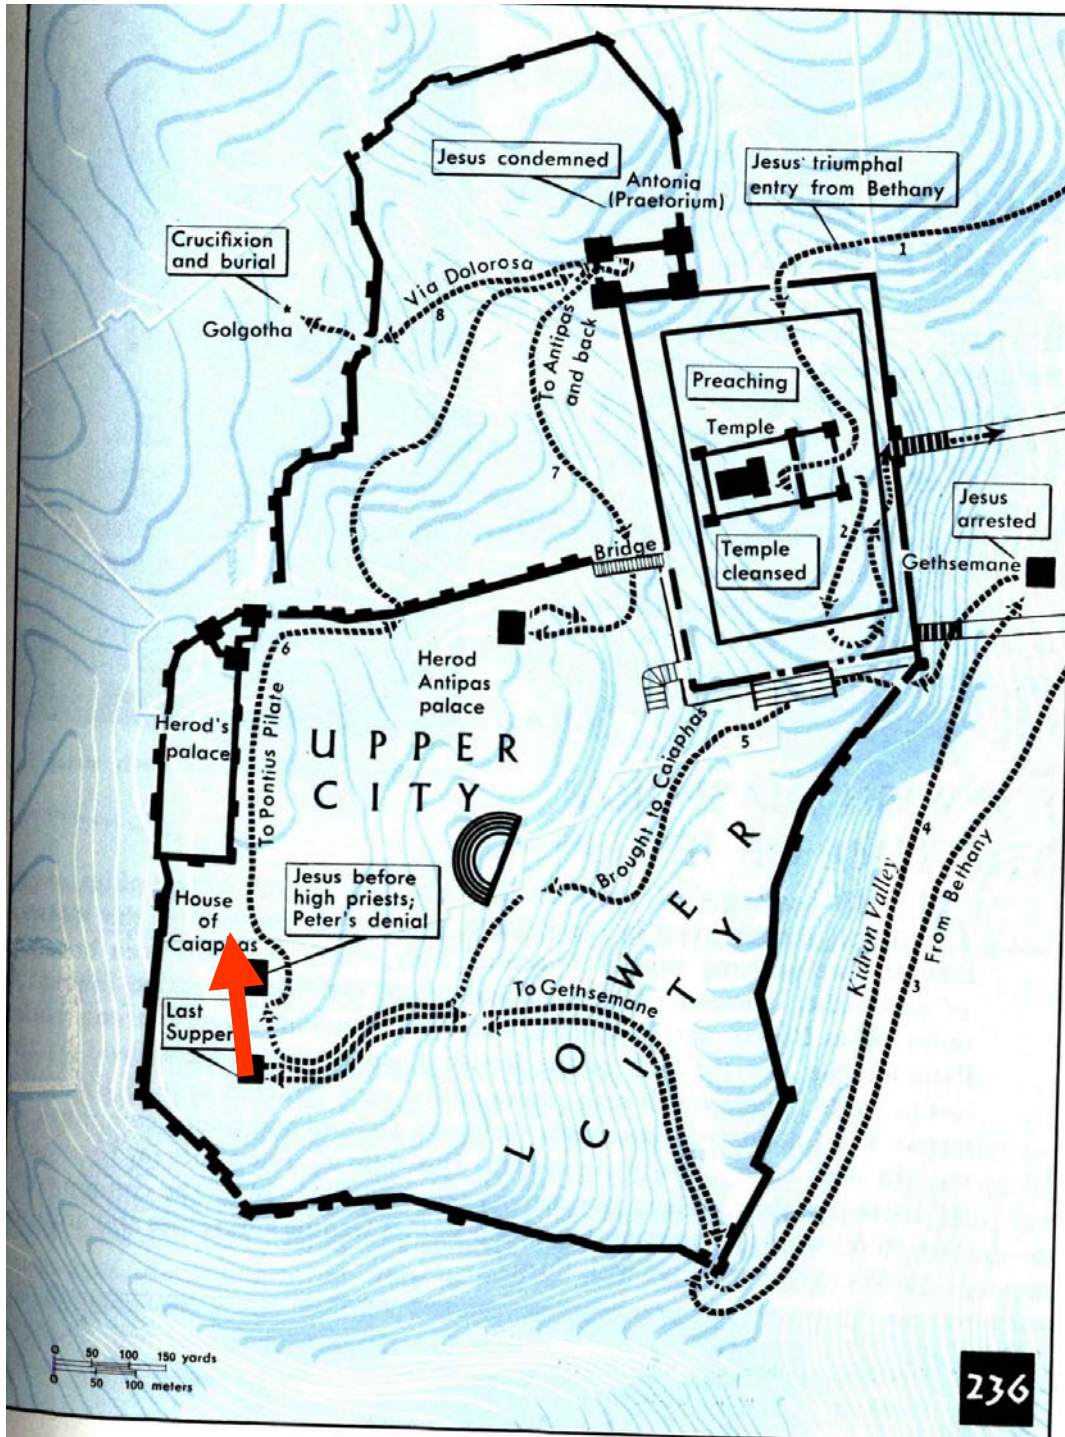 Jesus condemned
Antonia
(Praetorium)
Jesus' triumphal
entry from Bethany
1
Crucifixion
and burial
Via Dolorosa
8
Golgotha
To Antipas
and back
Preaching
Temple
7
2
Jesus
arrested
Bridge
Temple
cleansed
Gethsemane
6
Herod
Antipas
palace
Herod's
palace
To Pontius Pilate
UPPER
CITY
5
Brought to Caiaphas
LOWER
CITY
4
Kidron Valley
3
From Bethany
Jesus before
high priests;
Peter's denial
House
of
Caiaphas
To Gethsemane
Last
Supper
0 50 100 150 yards
0 50 100 meters
236